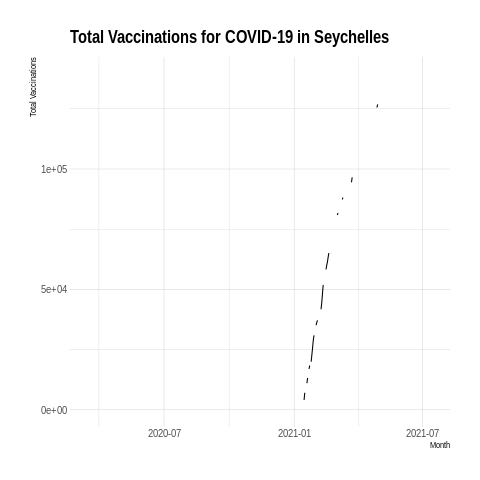 Total Vaccinations for COVID-19 in Seychelles
Total Vaccinations
1e+05
5e+04
0e+00
2020-07
2021-01
2021-07
Month